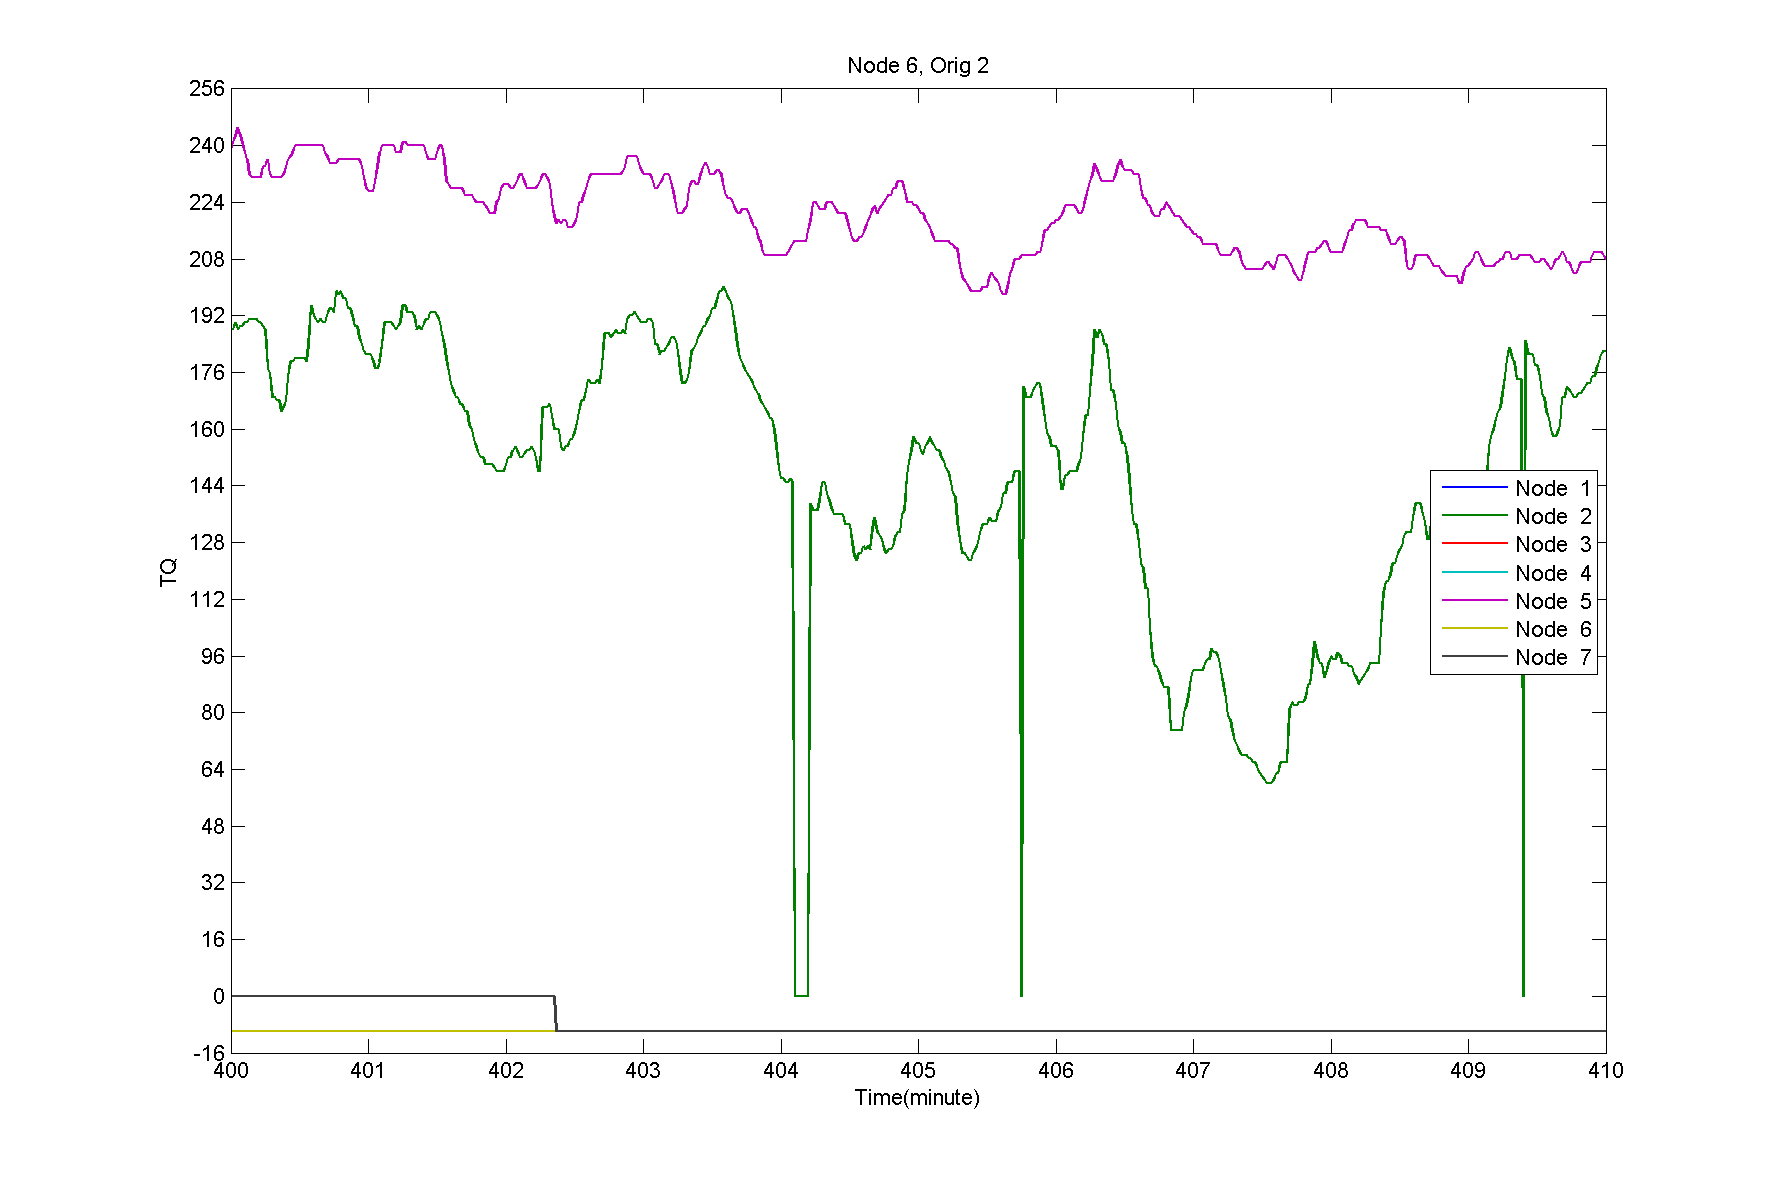 Node 6, Orig 2
256
240
224
208
192
176
160
144
128
112
96
80
64
48
32
16
0
-16
TQ
Node 1
Node 2
Node 3
Node 4
Node 5
Node 6
Node 7
400 401 402 403 404 405 406 407 408 409 410
Time(minute)